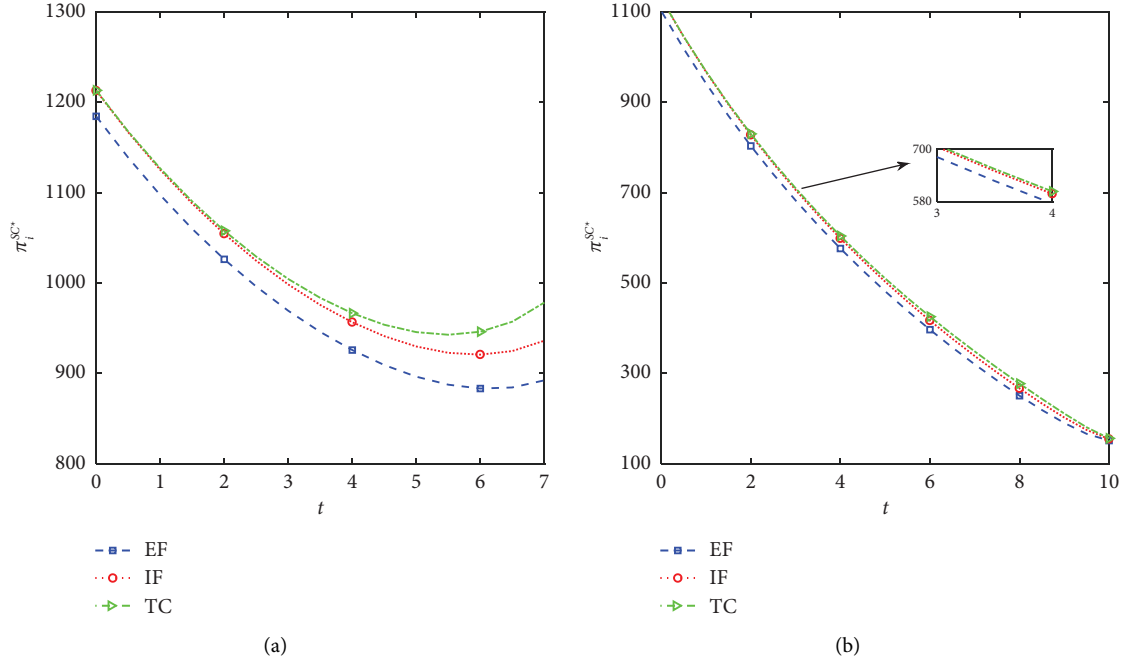 1300
1200
1100
1000
900
800
π_i^{SC*}
0 1 2 3 4 5 6 7
t
EF
IF
TC
(a)
1100
900
700
500
300
100
π_i^{SC*}
700
580
3 4
0 2 4 6 8 10
t
EF
IF
TC
(b)